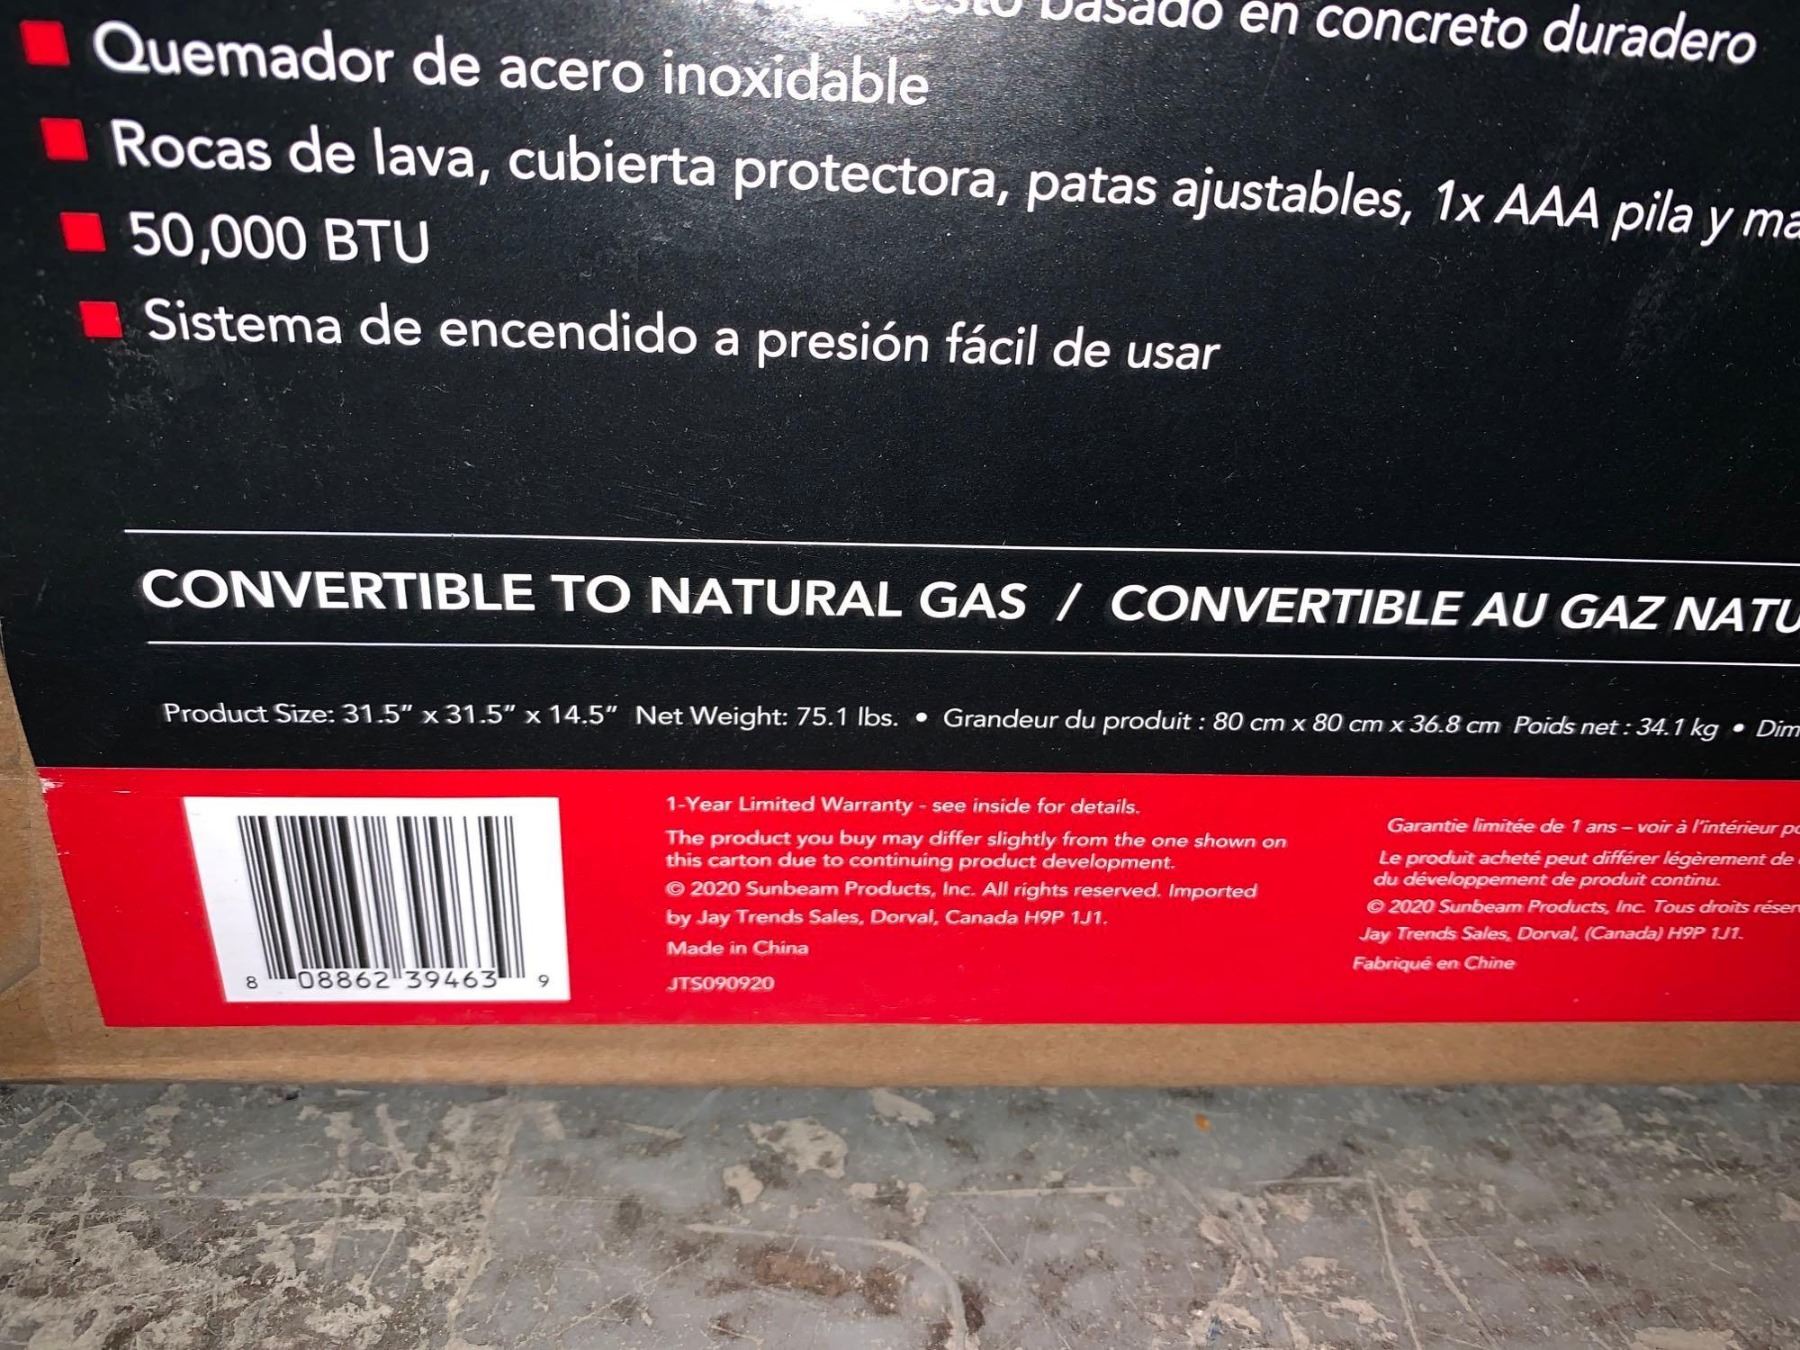 basado en concreto duradero
Quemador de acero inoxidable
Rocas de lava, cubierta protectora, patas ajustables, 1x AAA pila y
50,000 BTU
Sistema de encendido a presión fácil de usar
CONVERTIBLE TO NATURAL GAS / CONVERTIBLE AU GAZ NATU
Product Size: 31.5" x 31.5" x 14.5" Net Weight: 75.1 lbs. • Grandeur du produit : 80 cm x 80 cm x 36.8 cm Poids net : 34.1 kg • Dim
1-Year Limited Warranty - see inside for details.
The product you buy may differ slightly from the one shown on
this carton due to continuing product development.
© 2020 Sunbeam Products, Inc. All rights reserved. Imported
by Jay Trends Sales, Dorval, Canada H9P 1J1.
Made in China
JTS090920
Garantie limitée de 1 ans – voir à l'intérieur
Le produit acheté peut différer légèrement de
du développement de produit continu.
© 2020 Sunbeam Products, Inc. Tous droits réser
Jay Trends Sales, Dorval, (Canada) H9P 1J1.
Fabriqué en Chine
8 08862 39463 9